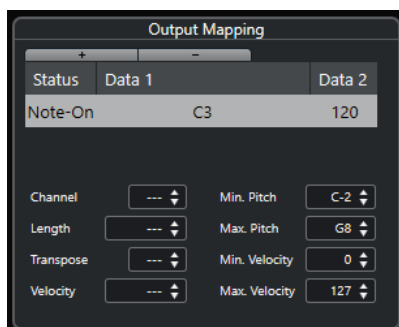 Output Mapping
+ −
Status Data 1 Data 2
Note-On C3 120
Channel --- Min. Pitch C-2
Length --- Max. Pitch G8
Transpose --- Min. Velocity 0
Velocity --- Max. Velocity 127